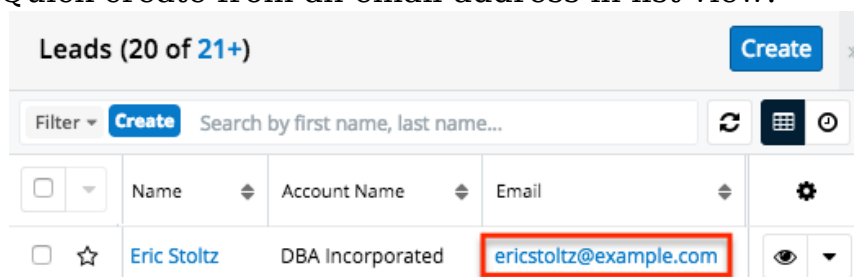 Quick create from an email address in list view:
Leads (20 of 21+) Create »
Filter Create Search by first name, last name...
Name Account Name Email
Eric Stoltz DBA Incorporated ericstoltz@example.com